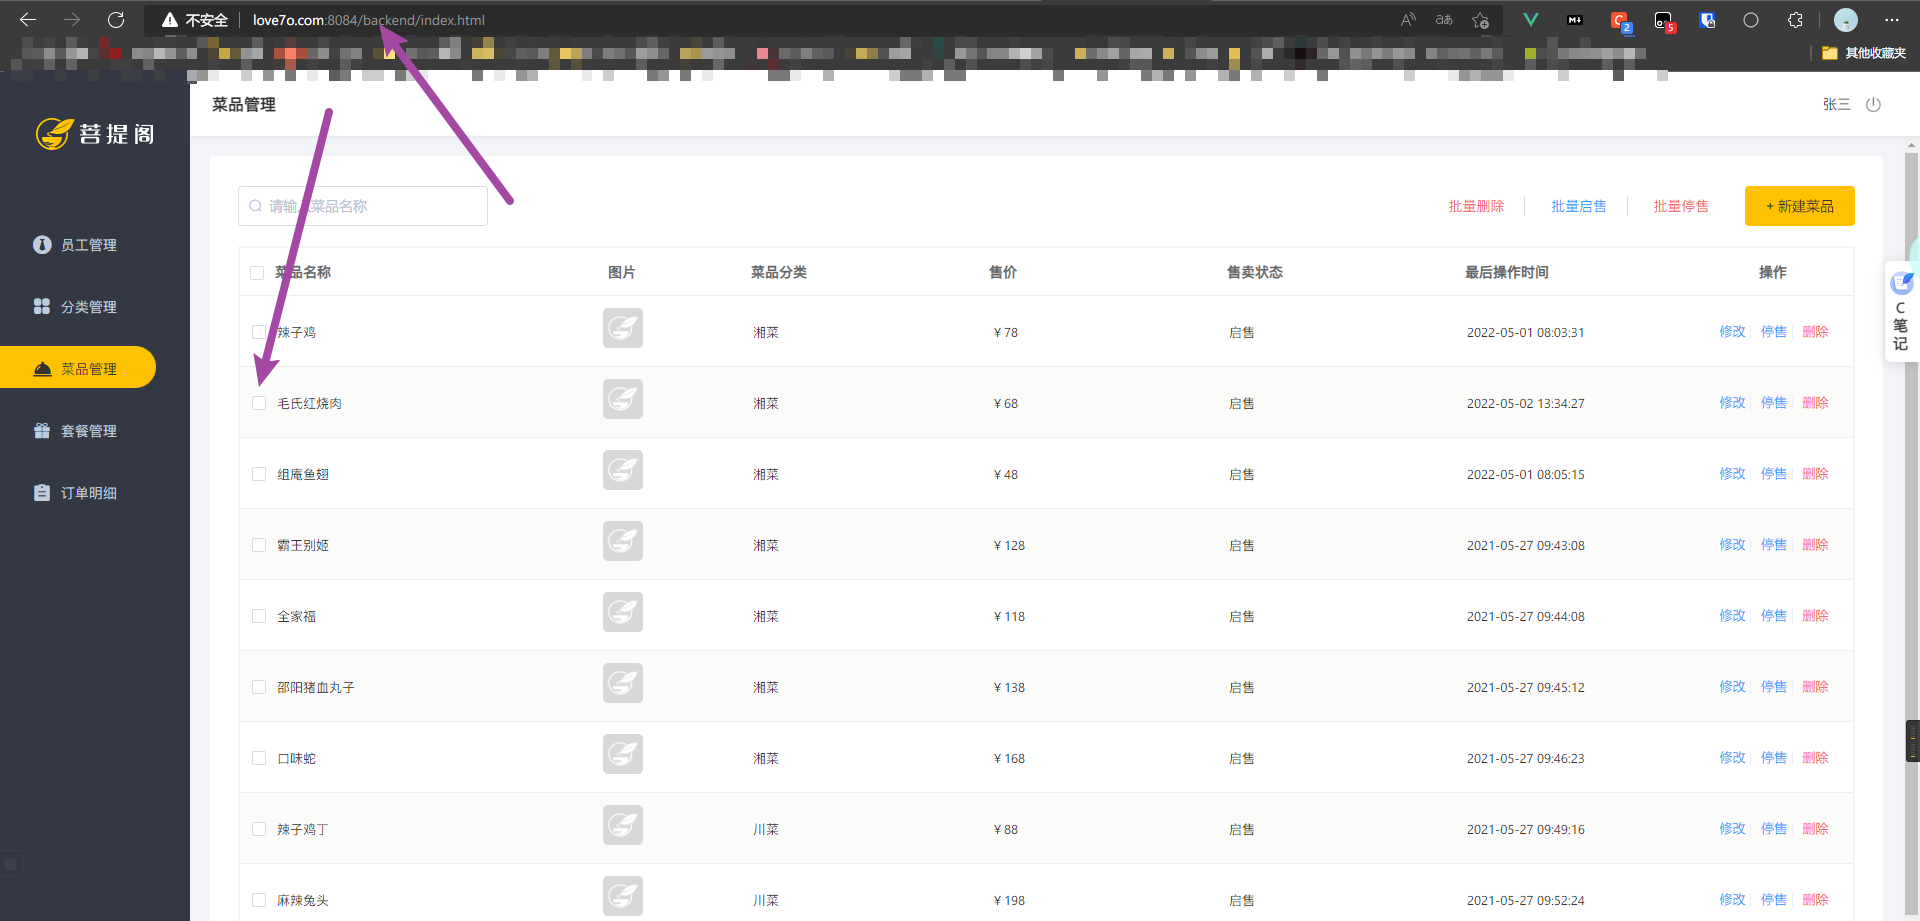 不安全 love7o.com:8084/backend/index.html
aあ
2 5
其他收藏夹
菩提阁
菜品管理
张三
员工管理
分类管理
菜品管理
套餐管理
订单明细
请输入菜品名称
批量删除 批量启售 批量停售 + 新建菜品
菜品名称 图片 菜品分类 售价 售卖状态 最后操作时间 操作
辣子鸡 湘菜 ¥78 启售 2022-05-01 08:03:31 修改 停售 删除
毛氏红烧肉 湘菜 ¥68 启售 2022-05-02 13:34:27 修改 停售 删除
组庵鱼翅 湘菜 ¥48 启售 2022-05-01 08:05:15 修改 停售 删除
霸王别姬 湘菜 ¥128 启售 2021-05-27 09:43:08 修改 停售 删除
全家福 湘菜 ¥118 启售 2021-05-27 09:44:08 修改 停售 删除
邵阳猪血丸子 湘菜 ¥138 启售 2021-05-27 09:45:12 修改 停售 删除
口味蛇 湘菜 ¥168 启售 2021-05-27 09:46:23 修改 停售 删除
辣子鸡丁 川菜 ¥88 启售 2021-05-27 09:49:16 修改 停售 删除
麻辣兔头 川菜 ¥198 启售 2021-05-27 09:52:24 修改 停售 删除
C
笔
记